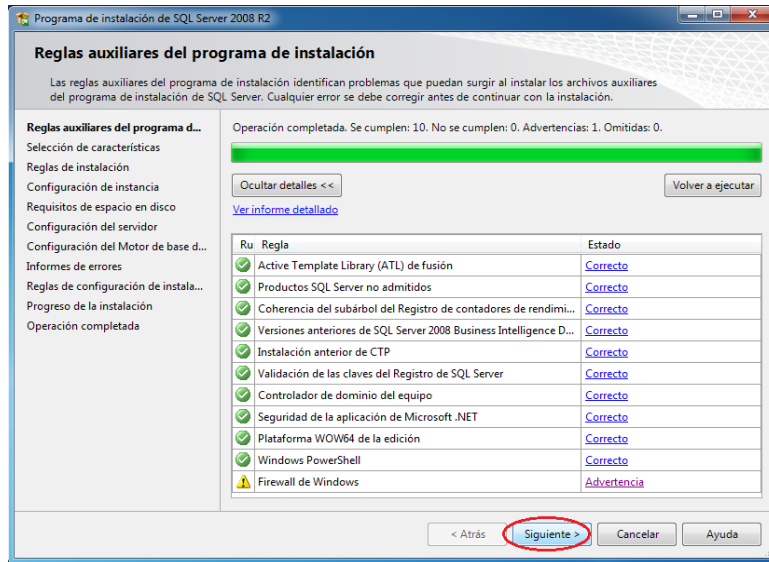 Programa de instalación de SQL Server 2008 R2
Reglas auxiliares del programa de instalación
Las reglas auxiliares del programa de instalación identifican problemas que puedan surgir al instalar los archivos auxiliares
del programa de instalación de SQL Server. Cualquier error se debe corregir antes de continuar con la instalación.
Reglas auxiliares del programa d...
Selección de características
Reglas de instalación
Configuración de instancia
Requisitos de espacio en disco
Configuración del servidor
Configuración del Motor de base d...
Informes de errores
Reglas de configuración de instala...
Progreso de la instalación
Operación completada
Operación completada. Se cumplen: 10. No se cumplen: 0. Advertencias: 1. Omitidas: 0.
Ocultar detalles << Volver a ejecutar
Ver informe detallado
Ru Regla Estado
Active Template Library (ATL) de fusión Correcto
Productos SQL Server no admitidos Correcto
Coherencia del subárbol del Registro de contadores de rendimi... Correcto
Versiones anteriores de SQL Server 2008 Business Intelligence D... Correcto
Instalación anterior de CTP Correcto
Validación de las claves del Registro de SQL Server Correcto
Controlador de dominio del equipo Correcto
Seguridad de la aplicación de Microsoft .NET Correcto
Plataforma WOW64 de la edición Correcto
Windows PowerShell Correcto
Firewall de Windows Advertencia
< Atrás Siguiente > Cancelar Ayuda